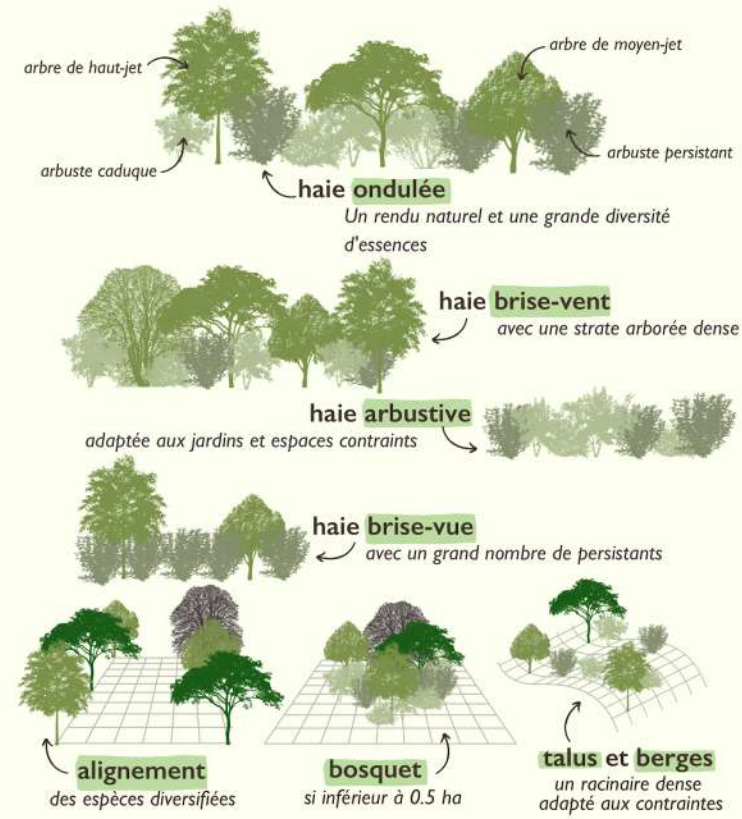 arbre de haut-jet
arbre de moyen-jet
arbuste caduque
arbuste persistant
haie ondulée
Un rendu naturel et une grande diversité
d'essences
haie brise-vent
avec une strate arborée dense
haie arbustive
adaptée aux jardins et espaces contraints
haie brise-vue
avec un grand nombre de persistants
alignement
des espèces diversifiées
bosquet
si inférieur à 0.5 ha
talus et berges
un racinaire dense
adapté aux contraintes